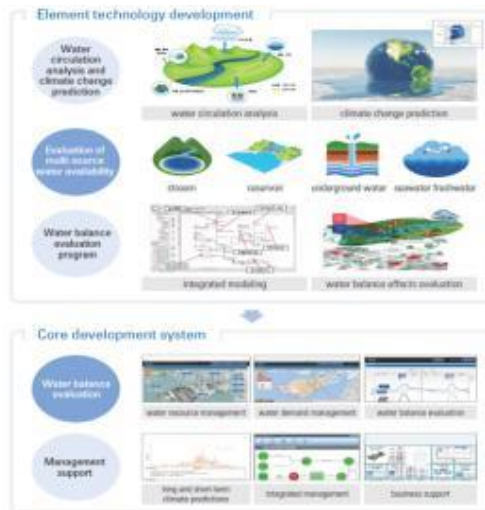 Element technology development
Water
circulation
analysis and
climate change
prediction
water circulation analysis
climate change prediction
Evaluation of
multi-source
water availability
stream
reservoir
underground water
seawater freshwater
Water balance
evaluation
program
integrated modeling
water balance effects evaluation
Core development system
Water balance
evaluation
water resource management
water demand management
water balance evaluation
Management
support
long and short-term
climate predictions
integrated management
business support